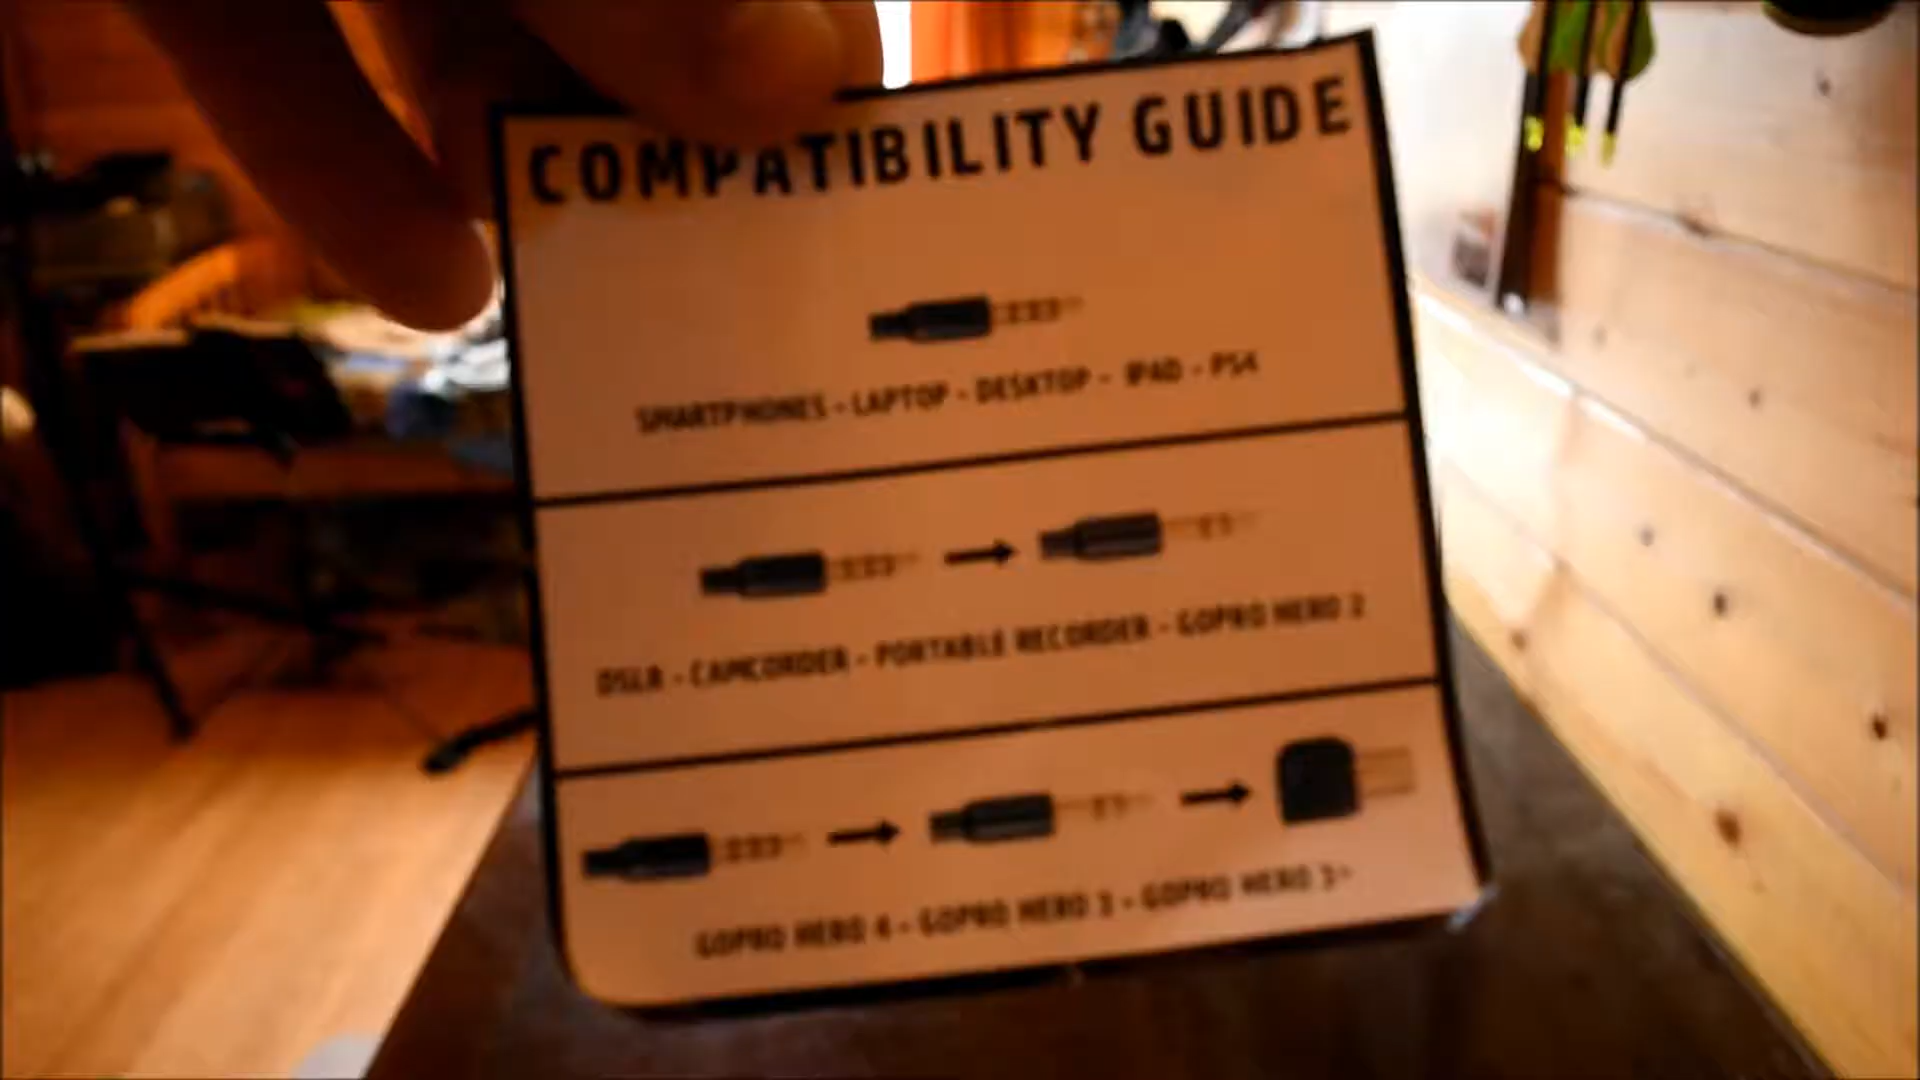 COMPATIBILITY GUIDE
SMARTPHONES - LAPTOP - DESKTOP - IPAD - PS4
DSLR - CAMCORDER - PORTABLE RECORDER - GOPRO HERO 2
GOPRO HERO 4 - GOPRO HERO 3 - GOPRO HERO 3+